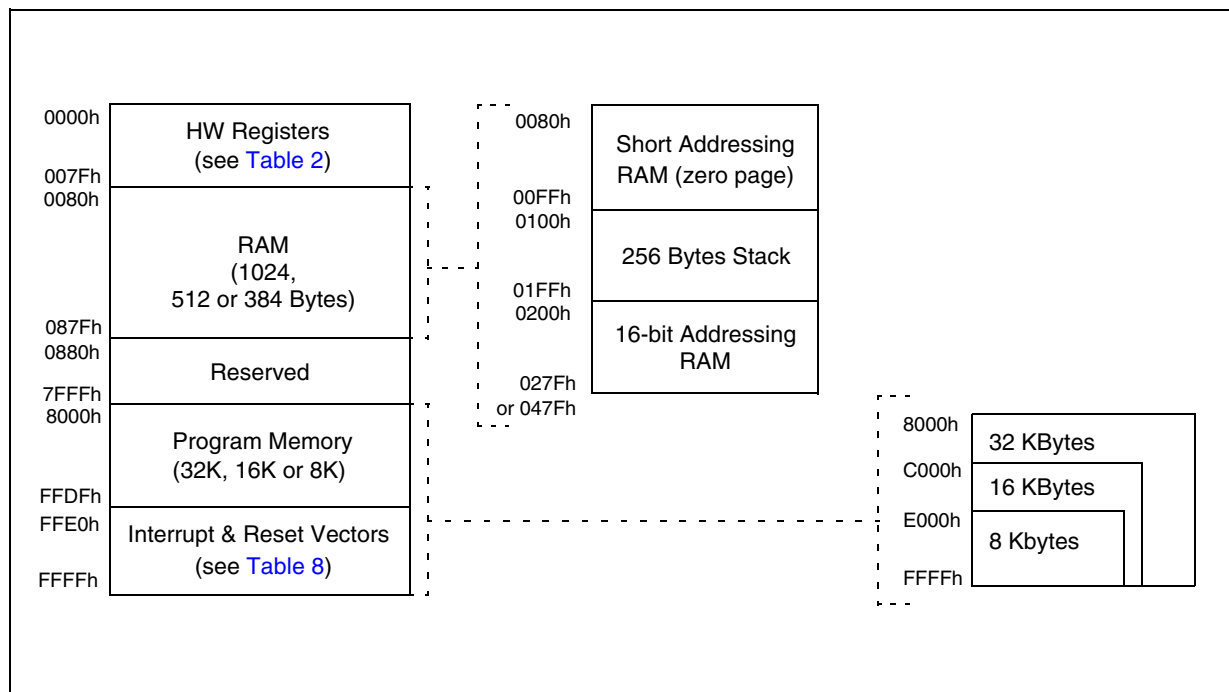 0000h
HW Registers
(see Table 2)
007Fh
0080h
RAM
(1024,
512 or 384 Bytes)
087Fh
0880h
Reserved
7FFFh
8000h
Program Memory
(32K, 16K or 8K)
FFDFh
FFE0h
Interrupt & Reset Vectors
(see Table 8)
FFFFh
0080h
Short Addressing
RAM (zero page)
00FFh
0100h
256 Bytes Stack
01FFh
0200h
16-bit Addressing
RAM
027Fh
or 047Fh
8000h
32 KBytes
C000h
16 KBytes
E000h
8 Kbytes
FFFFh